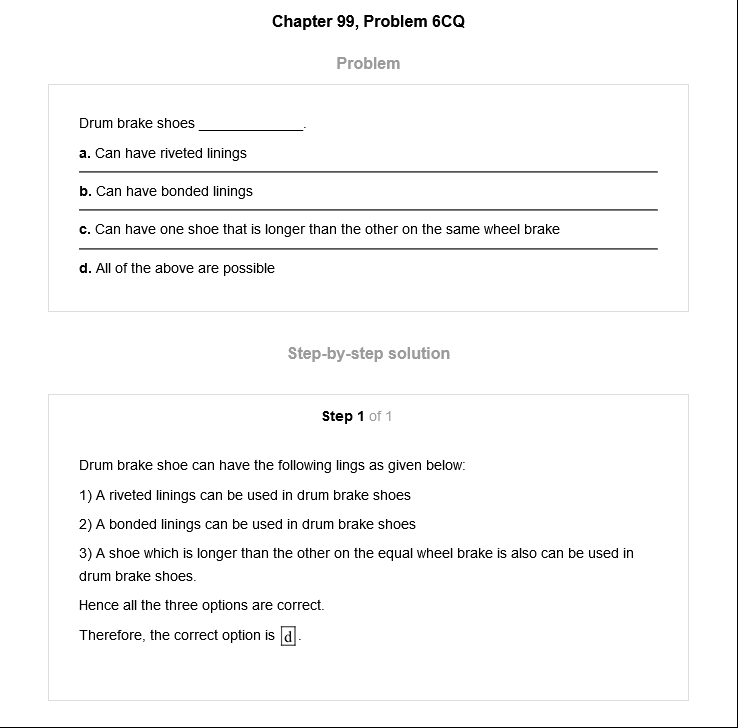 Chapter 99, Problem 6CQ
Problem
Drum brake shoes _____________.
a. Can have riveted linings
b. Can have bonded linings
c. Can have one shoe that is longer than the other on the same wheel brake
d. All of the above are possible
Step-by-step solution
Step 1 of 1
Drum brake shoe can have the following lings as given below:
1) A riveted linings can be used in drum brake shoes
2) A bonded linings can be used in drum brake shoes
3) A shoe which is longer than the other on the equal wheel brake is also can be used in
drum brake shoes.
Hence all the three options are correct.
Therefore, the correct option is d.